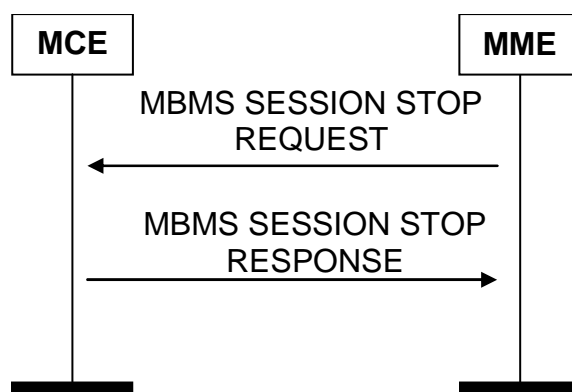 MCE
MME
MBMS SESSION STOP
REQUEST
MBMS SESSION STOP
RESPONSE